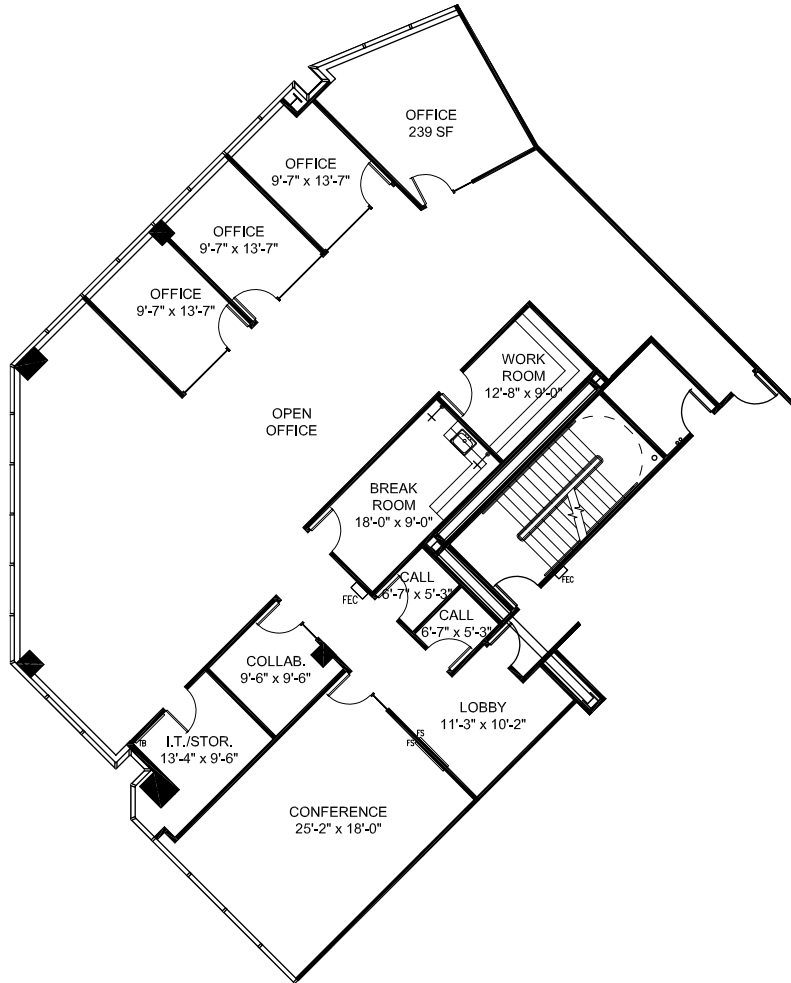 OFFICE
239 SF
OFFICE
9'-7" x 13'-7"
OFFICE
9'-7" x 13'-7"
OFFICE
9'-7" x 13'-7"
WORK
ROOM
12'-8" x 9'-0"
OPEN
OFFICE
BREAK
ROOM
18'-0" x 9'-0"
CALL
6'-7" x 5'-3"
FEC
FEC
CALL
6'-7" x 5'-3"
COLLAB.
9'-6" x 9'-6"
LOBBY
11'-3" x 10'-2"
FS
FS
TB
I.T./STOR.
13'-4" x 9'-6"
CONFERENCE
25'-2" x 18'-0"